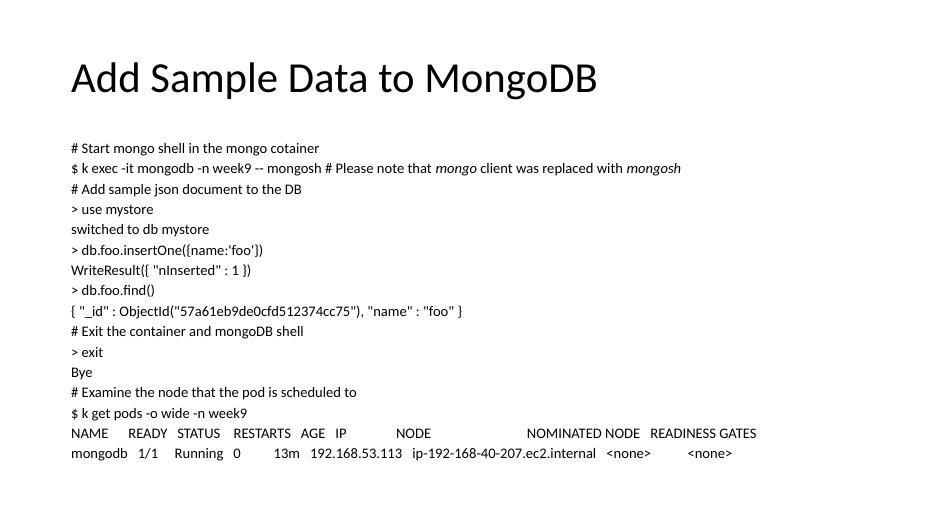 Add Sample Data to MongoDB
# Start mongo shell in the mongo cotainer
$ k exec -it mongodb -n week9 -- mongosh # Please note that mongo client was replaced with mongosh
# Add sample json document to the DB
> use mystore
switched to db mystore
> db.foo.insertOne({name:'foo'})
WriteResult({ "nInserted" : 1 })
> db.foo.find()
{ "_id" : ObjectId("57a61eb9de0cfd512374cc75"), "name" : "foo" }
# Exit the container and mongoDB shell
> exit
Bye
# Examine the node that the pod is scheduled to
$ k get pods -o wide -n week9
NAME READY STATUS RESTARTS AGE IP NODE NOMINATED NODE READINESS GATES
mongodb 1/1 Running 0 13m 192.168.53.113 ip-192-168-40-207.ec2.internal <none> <none>